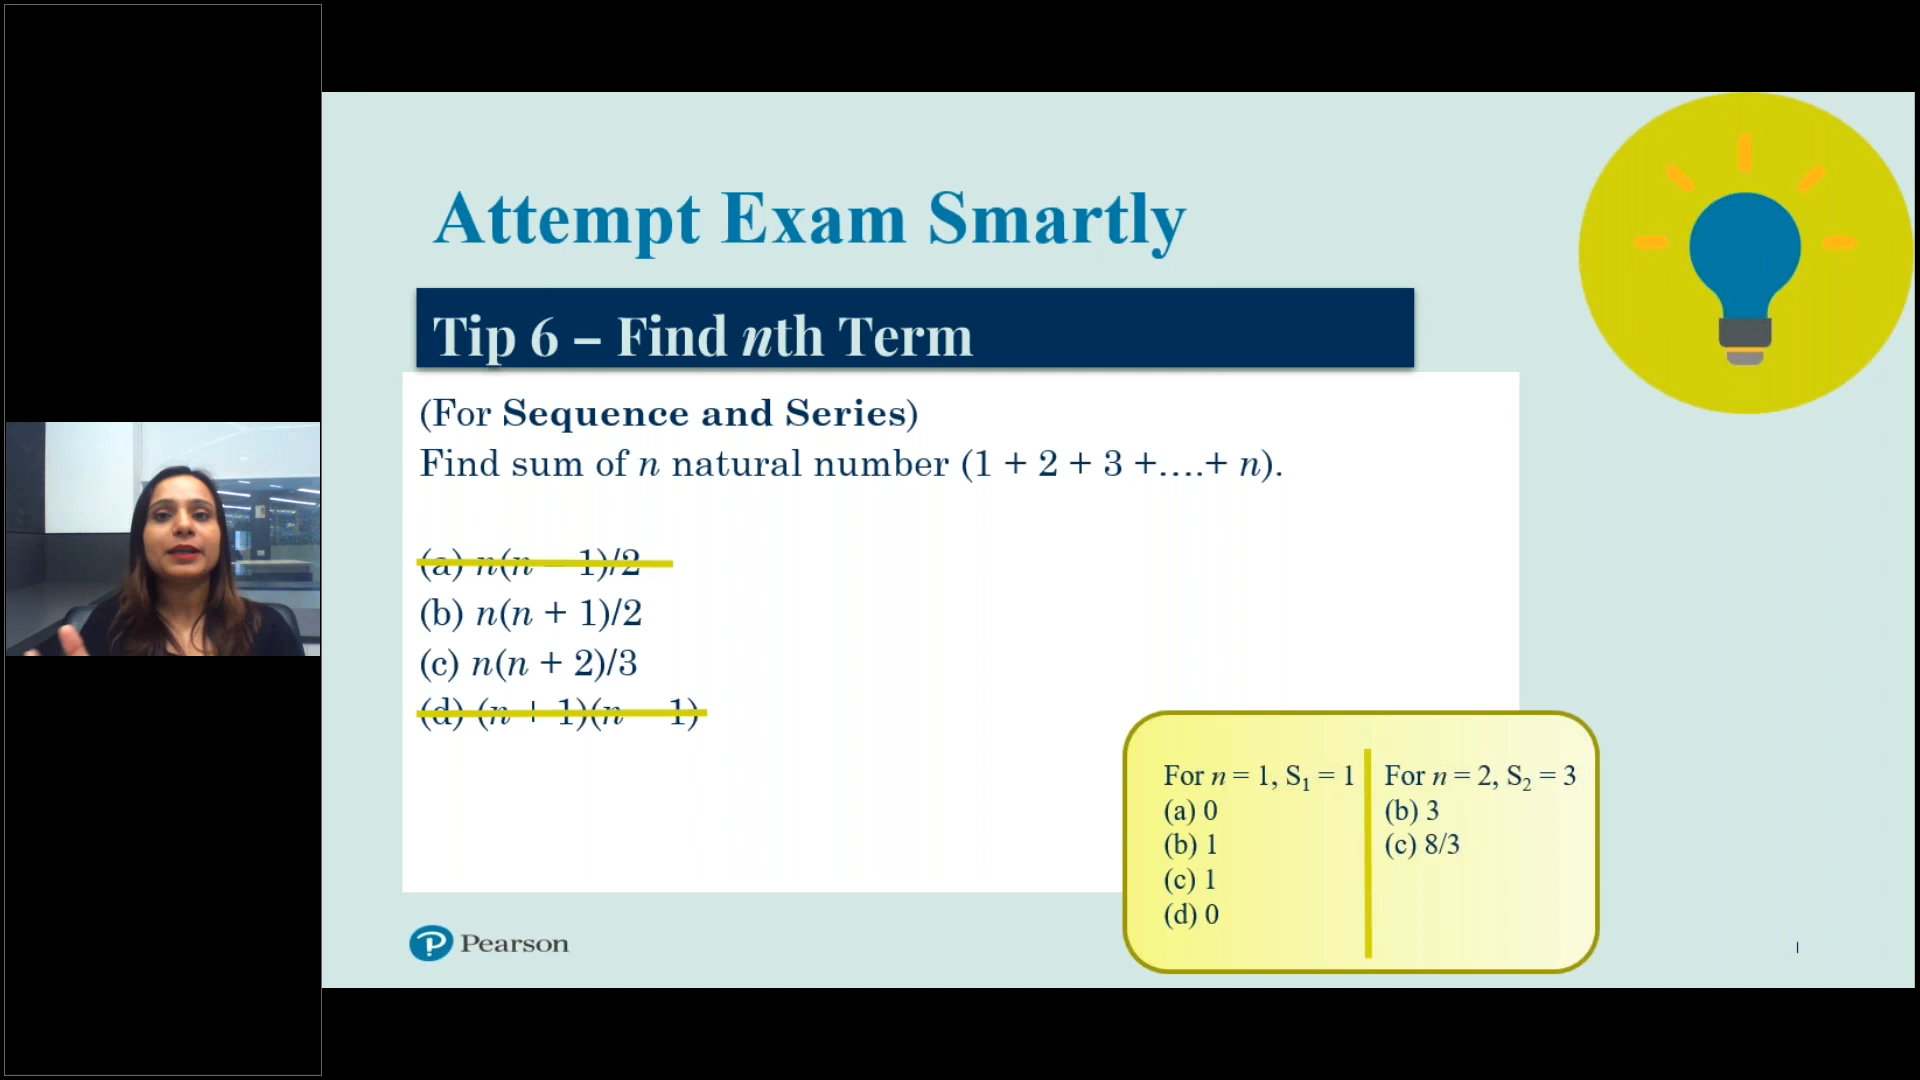 Attempt Exam Smartly
Tip 6 – Find nth Term
(For Sequence and Series)
Find sum of n natural number (1 + 2 + 3 +....+ n).
(a) n(n − 1)/2
(b) n(n + 1)/2
(c) n(n + 2)/3
(d) (n + 1)(n − 1)
For n = 1, S₁ = 1
(a) 0
(b) 1
(c) 1
(d) 0
For n = 2, S₂ = 3
(b) 3
(c) 8/3
Pearson